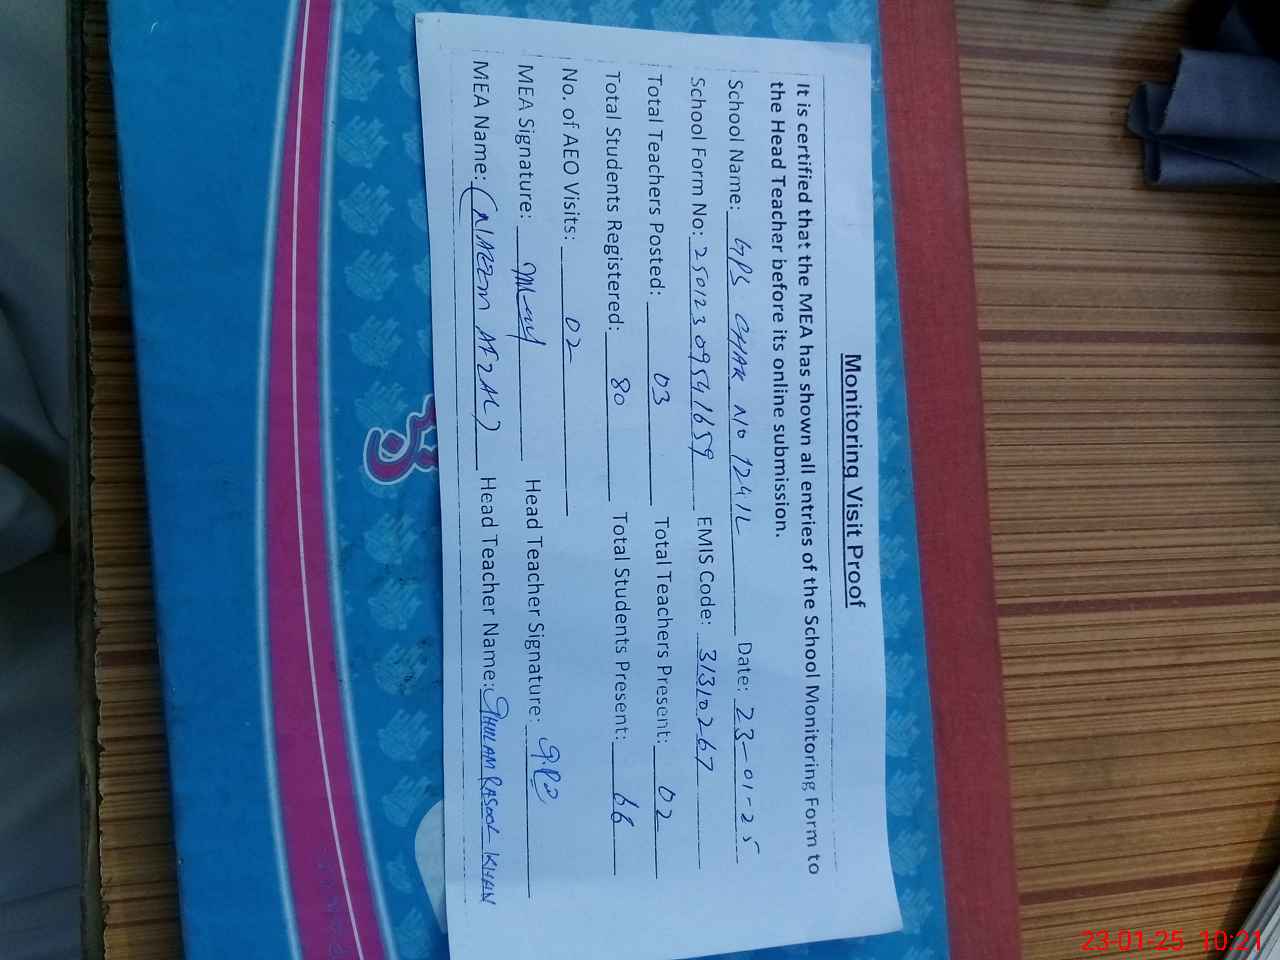 Monitoring Visit Proof
It is certified that the MEA has shown all entries of the School Monitoring Form to
the Head Teacher before its online submission.
School Name: GPS CHAK NO 124/L Date: 23-01-25
School Form No: 250123 09541659 EMIS Code: 31310267
Total Teachers Posted: 03 Total Teachers Present: 02
Total Students Registered: 80 Total Students Present: 66
No. of AEO Visits: 02
MEA Signature: Head Teacher Signature:
MEA Name: (NAEEM AFZAL) Head Teacher Name: GHULAM RASOOL KHAN
23-01-25 10:21